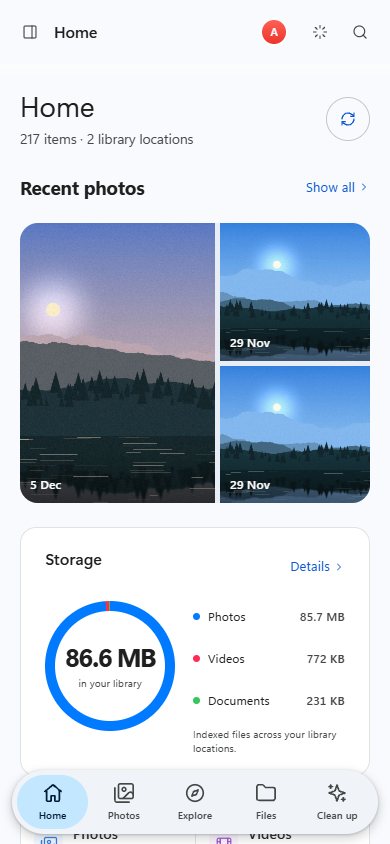 Home
A
Home
217 items · 2 library locations
Recent photos
Show all
5 Dec
29 Nov
29 Nov
Storage
Details
86.6 MB
in your library
Photos 85.7 MB
Videos 772 KB
Documents 231 KB
Indexed files across your library
locations.
Photos
Videos
Home
Photos
Explore
Files
Clean up